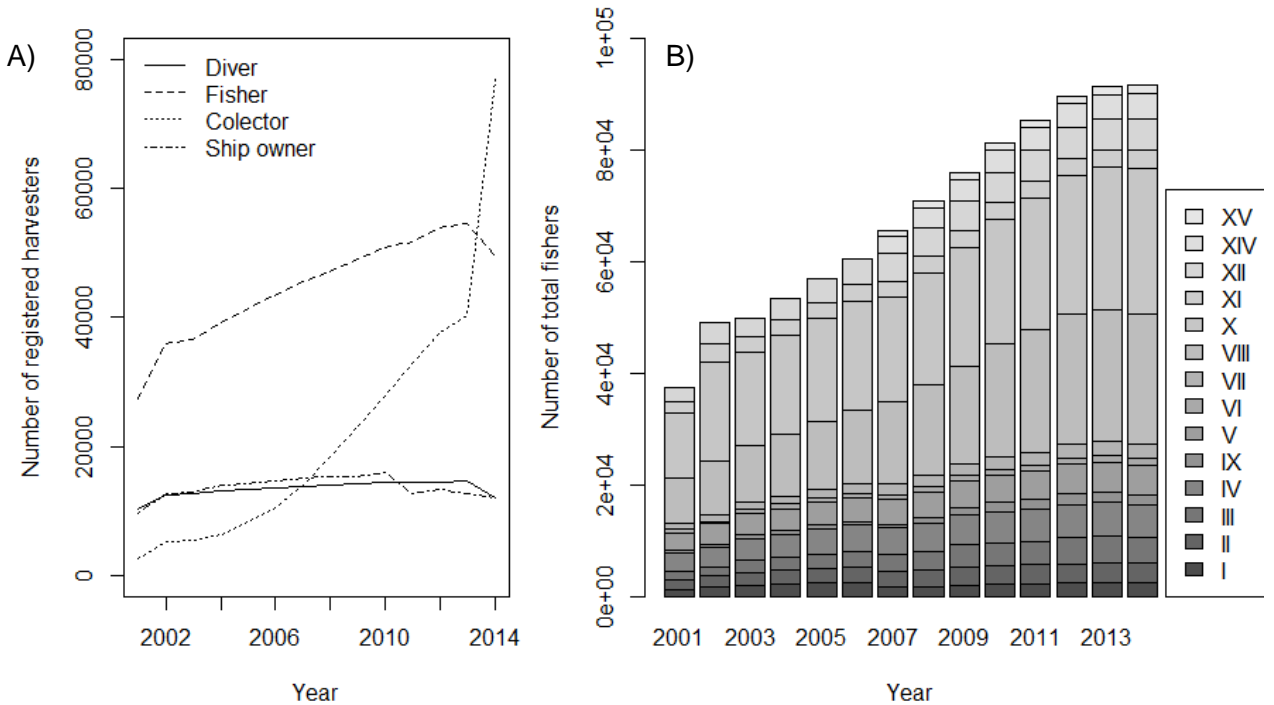 A)
Number of registered harvesters
80000
60000
40000
20000
0
Diver
Fisher
Colector
Ship owner
2002 2006 2010 2014
Year
B)
Number of total fishers
1e+05
8e+04
6e+04
4e+04
2e+04
0e+00
2001 2003 2005 2007 2009 2011 2013
Year
XV
XIV
XII
XI
X
VIII
VII
VI
V
IX
IV
III
II
I